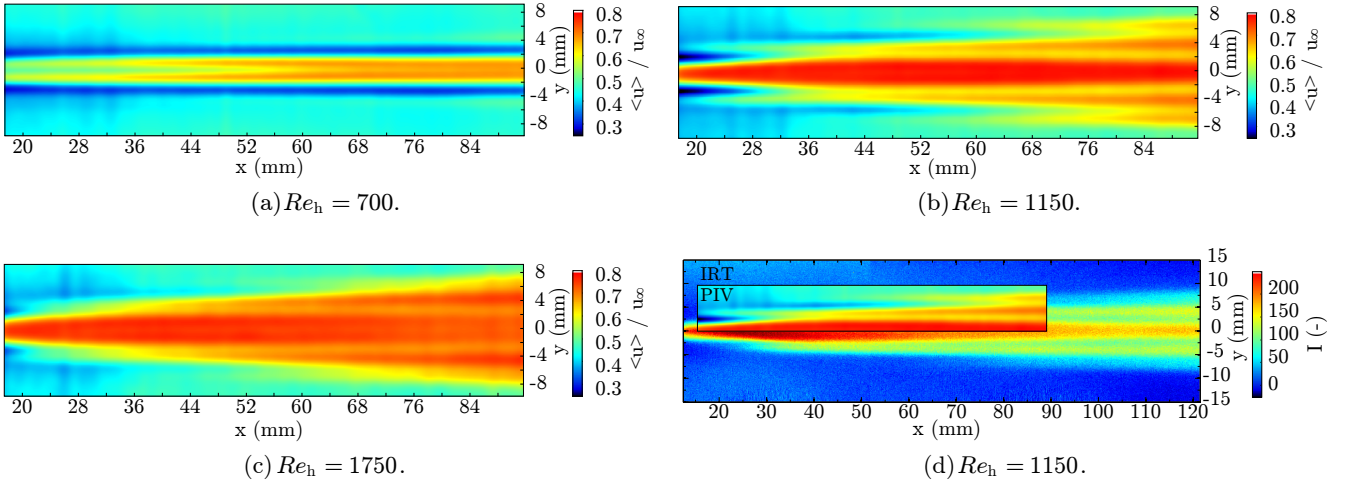 8
4
0
-4
-8
y (mm)
0.8
0.7
0.6
0.5
0.4
0.3
<u> / u∞
20 28 36 44 52 60 68 76 84
x (mm)
(a) Re_h = 700.
8
4
0
-4
-8
y (mm)
0.8
0.7
0.6
0.5
0.4
0.3
<u> / u∞
20 28 36 44 52 60 68 76 84
x (mm)
(b) Re_h = 1150.
8
4
0
-4
-8
y (mm)
0.8
0.7
0.6
0.5
0.4
0.3
<u> / u∞
20 28 36 44 52 60 68 76 84
x (mm)
(c) Re_h = 1750.
IRT
PIV
15
10
5
0
-5
-10
-15
y (mm)
200
150
100
50
0
I (-)
20 30 40 50 60 70 80 90 100 110 120
x (mm)
(d) Re_h = 1150.